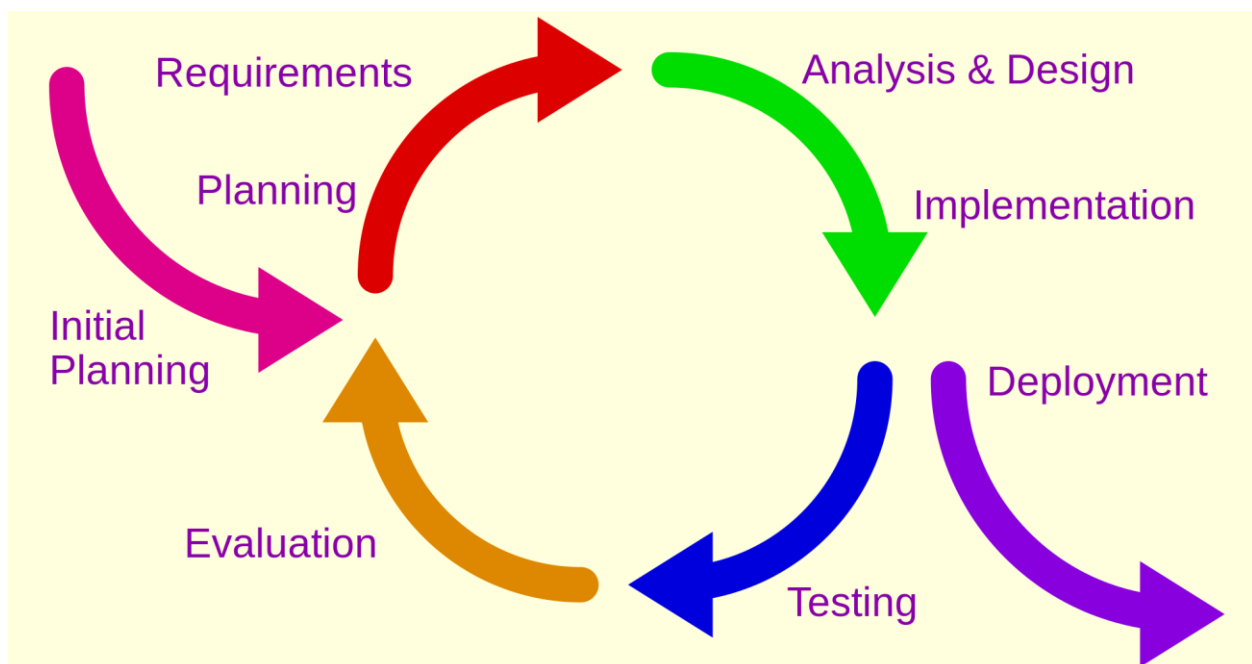 Requirements
Analysis & Design
Planning
Implementation
Initial
Planning
Deployment
Evaluation
Testing